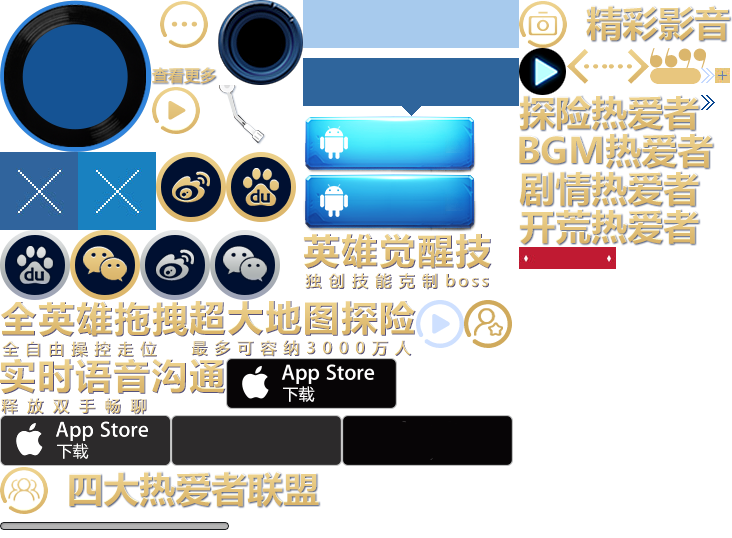 精彩影音
查看更多
探险热爱者
BGM热爱者
du
剧情热爱者
开荒热爱者
du
英雄觉醒技
独创技能克制boss
全英雄拖拽超大地图探险
全自由操控走位 最多可容纳3000万人
实时语音沟通
释放双手畅聊
App Store
下载
App Store
下载
四大热爱者联盟